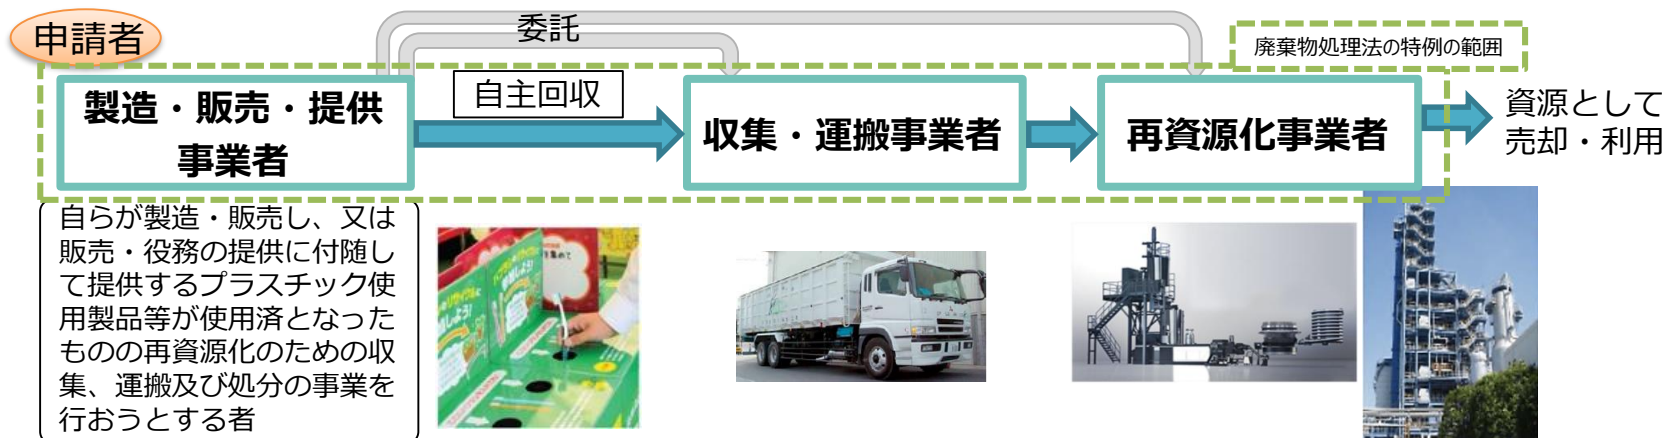 申請者
委託
廃棄物処理法の特例の範囲
製造・販売・提供
事業者
自主回収
収集・運搬事業者
再資源化事業者
資源として
売却・利用
自らが製造・販売し、又は
販売・役務の提供に付随し
て提供するプラスチック使
用製品等が使用済となった
ものの再資源化のための収
集、運搬及び処分の事業を
行おうとする者